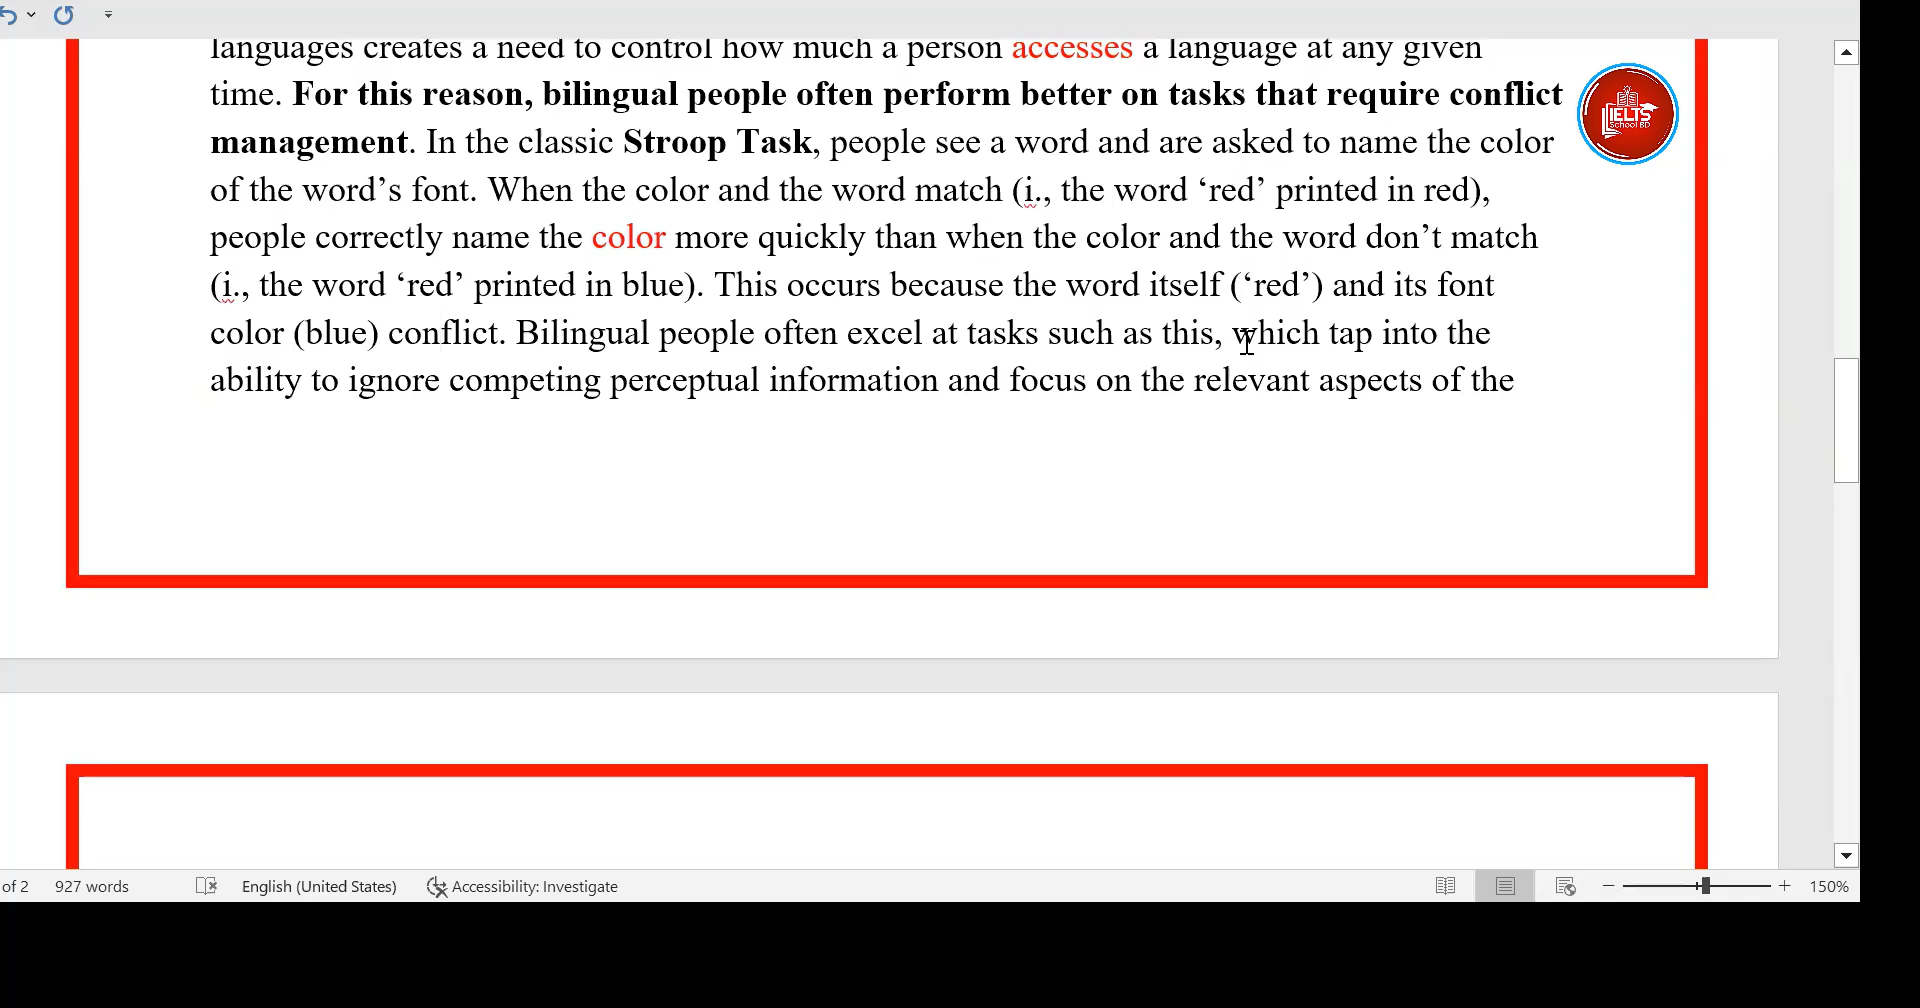 languages creates a need to control how much a person accesses a language at any given
time. For this reason, bilingual people often perform better on tasks that require conflict
management. In the classic Stroop Task, people see a word and are asked to name the color
of the word’s font. When the color and the word match (i., the word ‘red’ printed in red),
people correctly name the color more quickly than when the color and the word don’t match
(i., the word ‘red’ printed in blue). This occurs because the word itself (‘red’) and its font
color (blue) conflict. Bilingual people often excel at tasks such as this, which tap into the
ability to ignore competing perceptual information and focus on the relevant aspects of the
IELTS
School BD
of 2 927 words English (United States) Accessibility: Investigate 150%